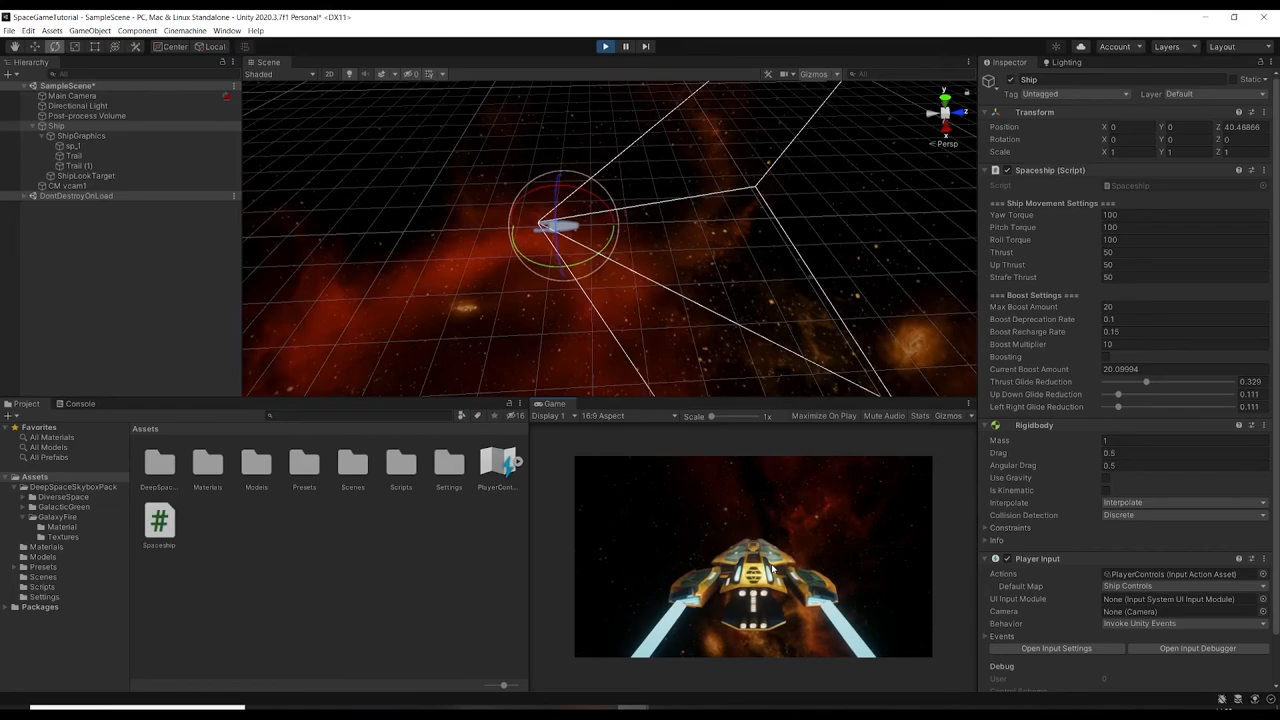 SpaceGameTutorial - SampleScene - PC, Mac & Linux Standalone - Unity 2020.3.7f1 Personal* <DX11>
File Edit Assets GameObject Component Cinemachine Window Help
Center Local Account Layers Layout
Hierarchy
All
SampleScene*
Main Camera
Directional Light
Post-process Volume
Ship
ShipGraphics
sp_1
Trail
Trail (1)
ShipLookTarget
CM vcam1
DontDestroyOnLoad
Scene
Shaded 2D 0 Gizmos All
y
x
Persp
Project Console
16
Favorites
All Materials
All Models
All Prefabs
Assets
DeepSpaceSkyboxPack
DiverseSpace
GalacticGreen
GalaxyFire
Material
Textures
Materials
Models
Presets
Scenes
Scripts
Settings
Packages
Assets
DeepSpac... Materials Models Presets Scenes Scripts Settings PlayerCont...
#
Spaceship
Game
Display 1 16:9 Aspect Scale 1x Maximize On Play Mute Audio Stats Gizmos
Inspector Lighting
Ship Static
Tag Untagged Layer Default
Transform
Position X 0 Y 0 Z 40.46866
Rotation X 0 Y 0 Z 0
Scale X 1 Y 1 Z 1
Spaceship (Script)
Script Spaceship
=== Ship Movement Settings ===
Yaw Torque 100
Pitch Torque 100
Roll Torque 100
Thrust 50
Up Thrust 50
Strafe Thrust 50
=== Boost Settings ===
Max Boost Amount 20
Boost Deprecation Rate 0.1
Boost Recharge Rate 0.15
Boost Multiplier 10
Boosting
Current Boost Amount 20.09994
Thrust Glide Reduction 0.329
Up Down Glide Reduction 0.111
Left Right Glide Reduction 0.111
Rigidbody
Mass 1
Drag 0.5
Angular Drag 0.5
Use Gravity
Is Kinematic
Interpolate Interpolate
Collision Detection Discrete
Constraints
Info
Player Input
Actions PlayerControls (Input Action Asset)
Default Map Ship Controls
UI Input Module None (Input System UI Input Module)
Camera None (Camera)
Behavior Invoke Unity Events
Events
Open Input Settings Open Input Debugger
Debug
User 0